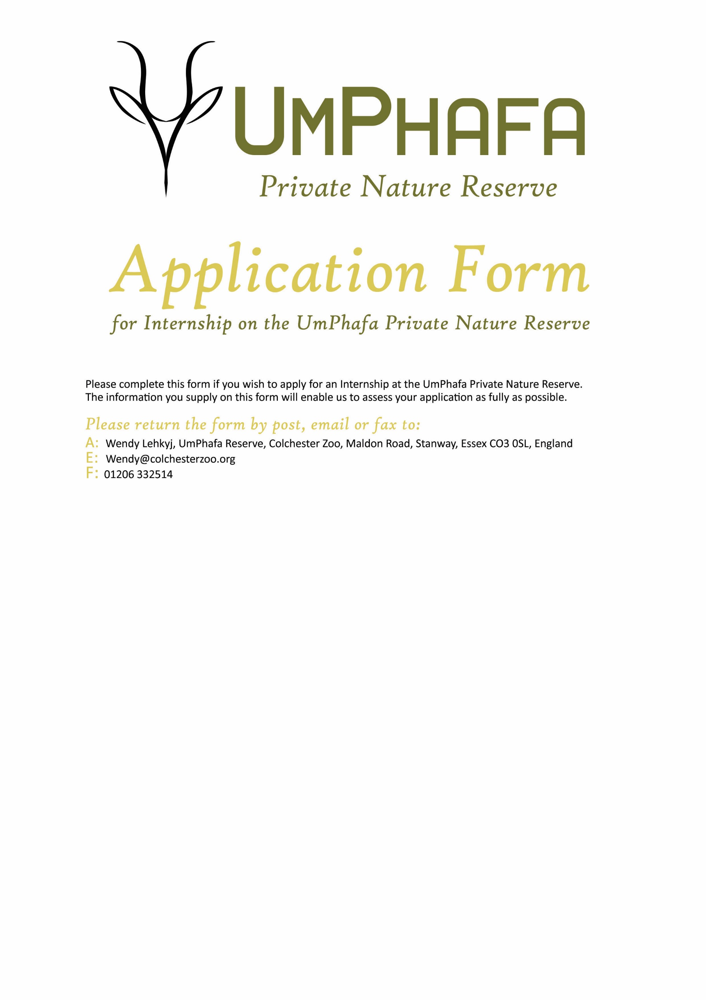 UMPHAFA
Private Nature Reserve
Application Form
for Internship on the UmPhafa Private Nature Reserve
Please complete this form if you wish to apply for an Internship at the UmPhafa Private Nature Reserve.
The information you supply on this form will enable us to assess your application as fully as possible.
Please return the form by post, email or fax to:
A: Wendy Lehkyj, UmPhafa Reserve, Colchester Zoo, Maldon Road, Stanway, Essex CO3 0SL, England
E: Wendy@colchesterzoo.org
F: 01206 332514